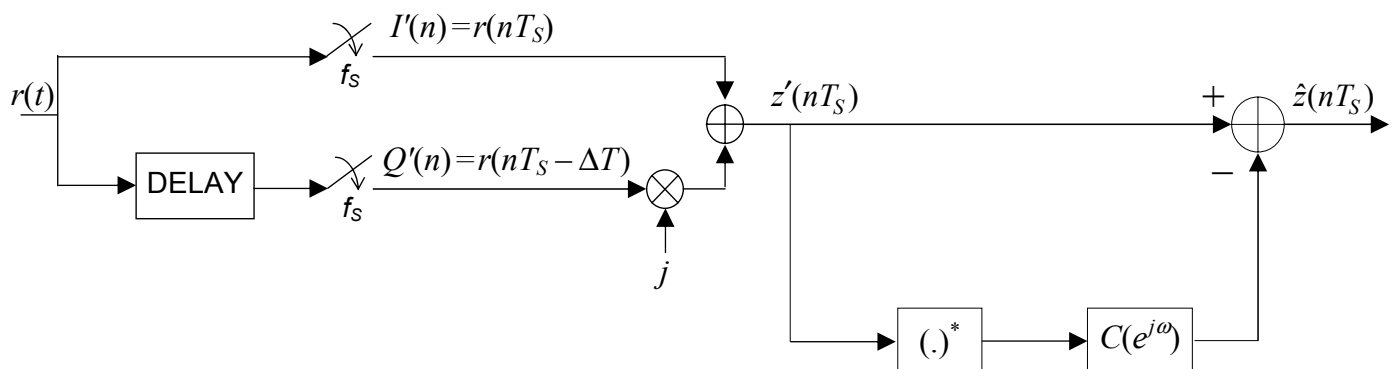 I′(n)=r(nT_S)
f_S
r(t)
z′(nT_S)
+
ẑ(nT_S)
DELAY
Q′(n)=r(nT_S − ΔT)
−
f_S
j
(.)^*
C(e^{jω})